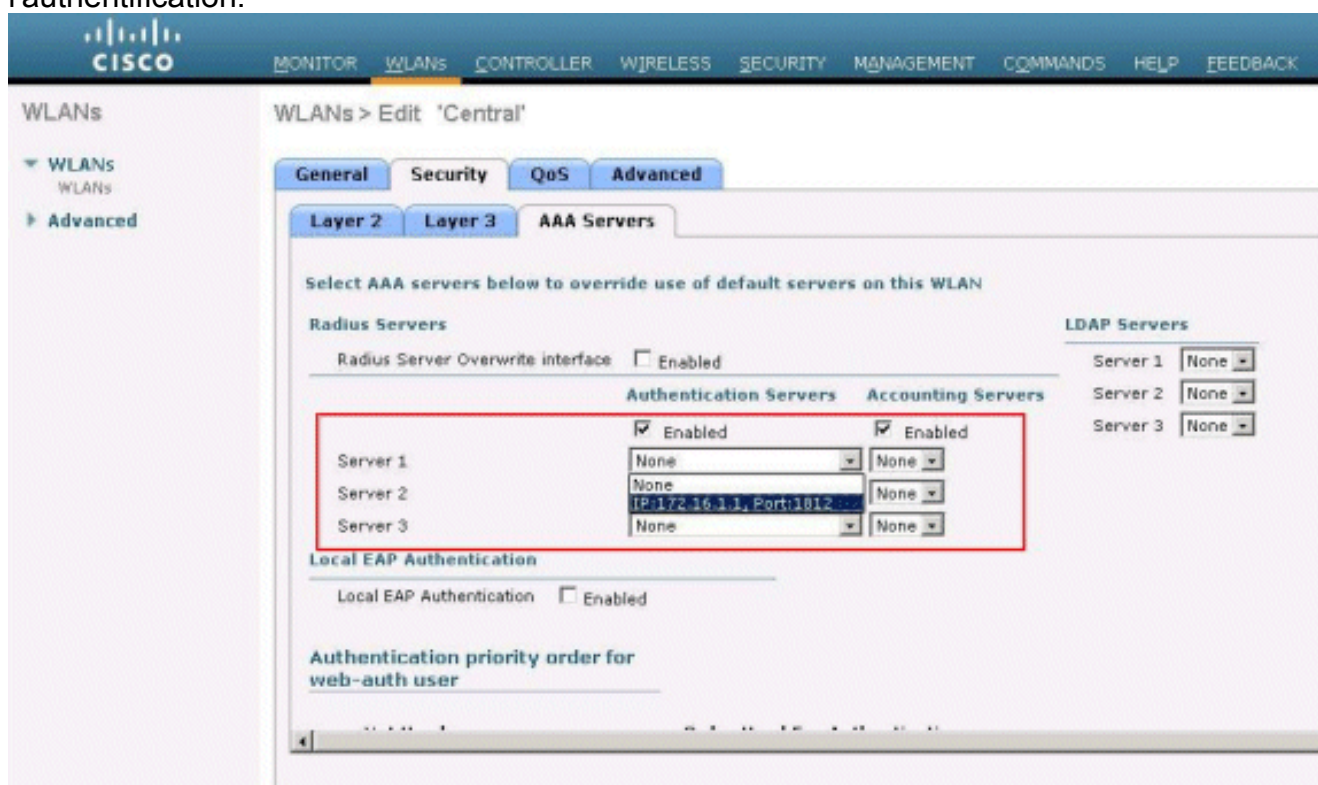 l'authentification.
CISCO
MONITOR WLANs CONTROLLER WIRELESS SECURITY MANAGEMENT COMMANDS HELP FEEDBACK
WLANs
WLANs
WLANs
Advanced
WLANs > Edit 'Central'
General Security QoS Advanced
Layer 2 Layer 3 AAA Servers
Select AAA servers below to override use of default servers on this WLAN
Radius Servers
Radius Server Overwrite interface Enabled
Authentication Servers Accounting Servers
Enabled Enabled
Server 1 None None
None
Server 2 IP:172.16.1.1, Port:1812 None
Server 3 None None
LDAP Servers
Server 1 None
Server 2 None
Server 3 None
Local EAP Authentication
Local EAP Authentication Enabled
Authentication priority order for
web-auth user